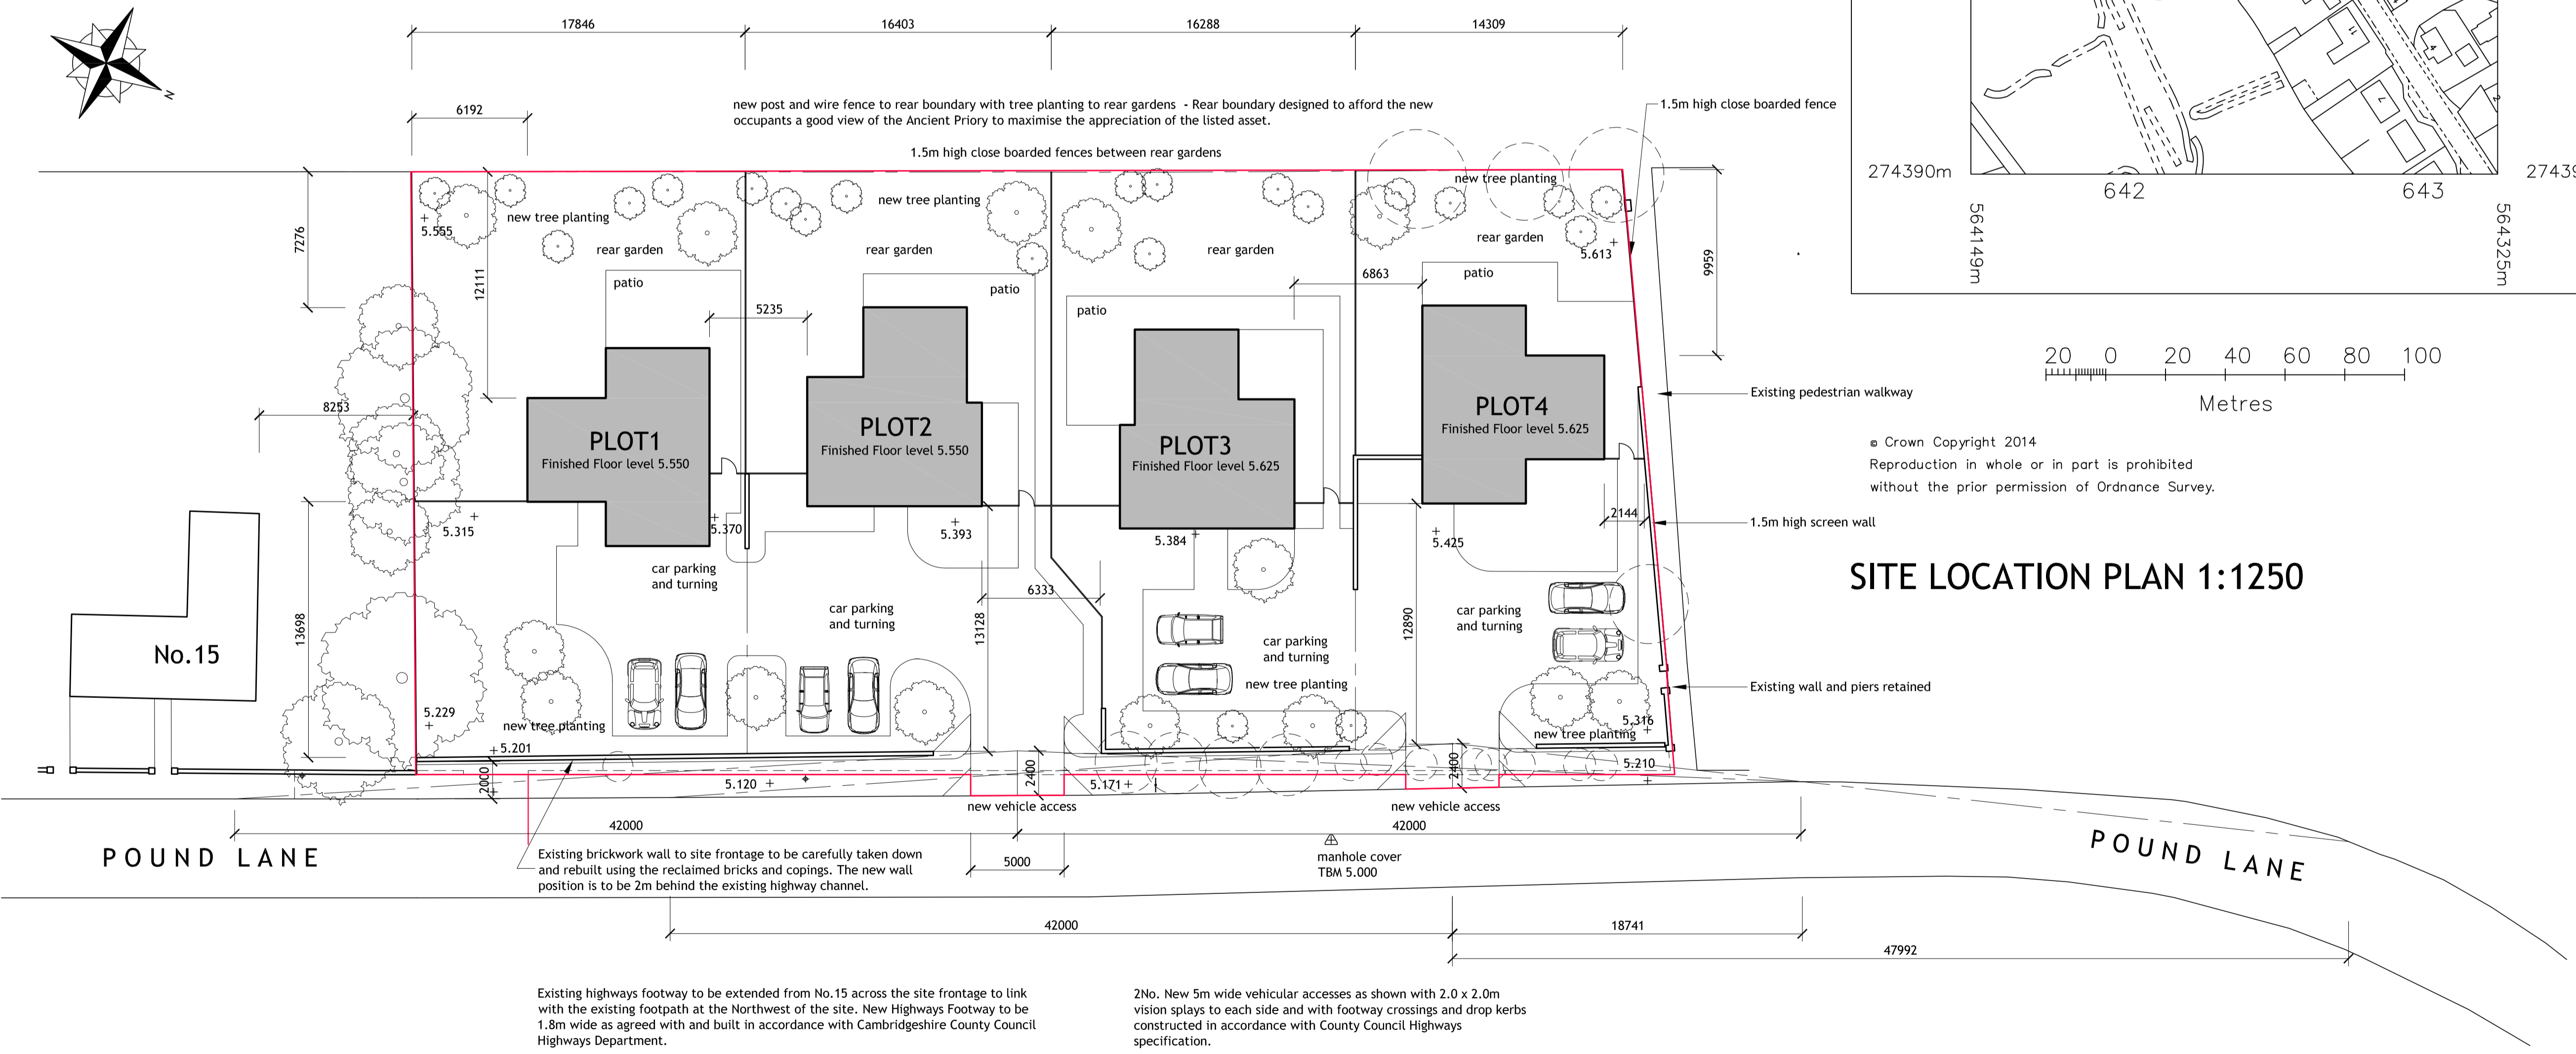 17846
16403
16288
14309
N
6192
new post and wire fence to rear boundary with tree planting to rear gardens - Rear boundary designed to afford the new
occupants a good view of the Ancient Priory to maximise the appreciation of the listed asset.
1.5m high close boarded fence
1.5m high close boarded fences between rear gardens
11
4
7
2
274390m
642
643
564149m
564325m
new tree planting
new tree planting
new tree planting
5.555
7276
12111
rear garden
rear garden
rear garden
rear garden
5.613
9959
patio
patio
patio
patio
5235
6863
20 0 20 40 60 80 100
Metres
8253
PLOT1
Finished Floor level 5.550
PLOT2
Finished Floor level 5.550
PLOT3
Finished Floor level 5.625
PLOT4
Finished Floor level 5.625
Existing pedestrian walkway
© Crown Copyright 2014
Reproduction in whole or in part is prohibited
without the prior permission of Ordnance Survey.
5.315
5.370
5.393
5.384
5.425
2144
1.5m high screen wall
SITE LOCATION PLAN 1:1250
car parking
and turning
car parking
and turning
car parking
and turning
car parking
and turning
6333
13698
13128
12890
No.15
new tree planting
Existing wall and piers retained
5.229
new tree planting
5.316
new tree planting
5.201
2000
5.120
2400
5.171
2400
5.210
new vehicle access
new vehicle access
42000
42000
POUND LANE
POUND LANE
Existing brickwork wall to site frontage to be carefully taken down
and rebuilt using the reclaimed bricks and copings. The new wall
position is to be 2m behind the existing highway channel.
5000
manhole cover
TBM 5.000
42000
18741
47992
Existing highways footway to be extended from No.15 across the site frontage to link
with the existing footpath at the Northwest of the site. New Highways Footway to be
1.8m wide as agreed with and built in accordance with Cambridgeshire County Council
Highways Department.
2No. New 5m wide vehicular accesses as shown with 2.0 x 2.0m
vision splays to each side and with footway crossings and drop kerbs
constructed in accordance with County Council Highways
specification.